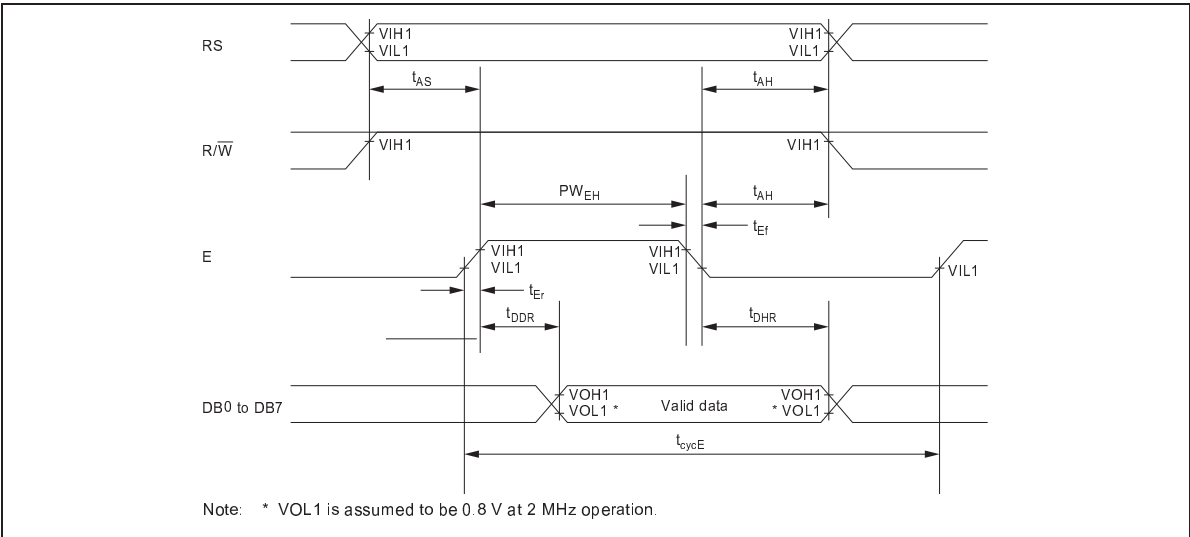 RS
VIH1 VIH1
VIL1 VIL1
tAS tAH
R/W̅
VIH1 VIH1
PWEH tAH
tEf
E
VIH1 VIH1
VIL1 VIL1 VIL1
tEr
tDDR tDHR
DB0 to DB7
VOH1 VOH1
VOL1 * Valid data * VOL1
tcycE
Note: * VOL1 is assumed to be 0.8 V at 2 MHz operation.